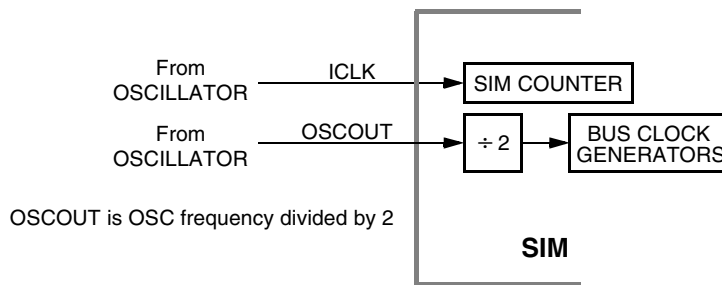 From
OSCILLATOR
ICLK
SIM COUNTER
From
OSCILLATOR
OSCOUT
÷ 2
BUS CLOCK
GENERATORS
OSCOUT is OSC frequency divided by 2
SIM